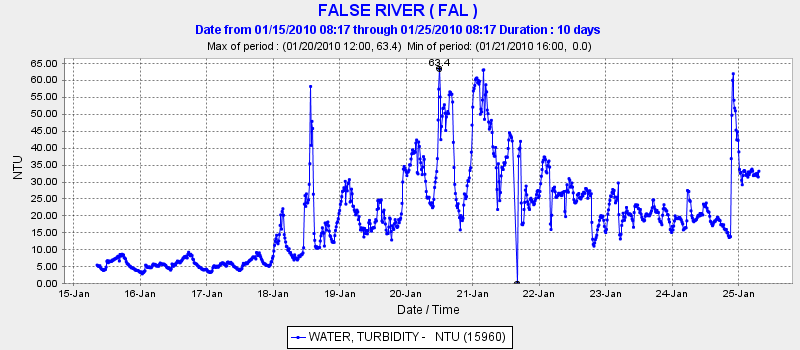 FALSE RIVER ( FAL )
Date from 01/15/2010 08:17 through 01/25/2010 08:17 Duration : 10 days
Max of period : (01/20/2010 12:00, 63.4) Min of period: (01/21/2010 16:00, 0.0)
63.4
65.00
60.00
55.00
50.00
45.00
40.00
35.00
30.00
25.00
20.00
15.00
10.00
5.00
0.00
NTU
15-Jan 16-Jan 17-Jan 18-Jan 19-Jan 20-Jan 21-Jan 22-Jan 23-Jan 24-Jan 25-Jan
Date / Time
WATER, TURBIDITY - NTU (15960)